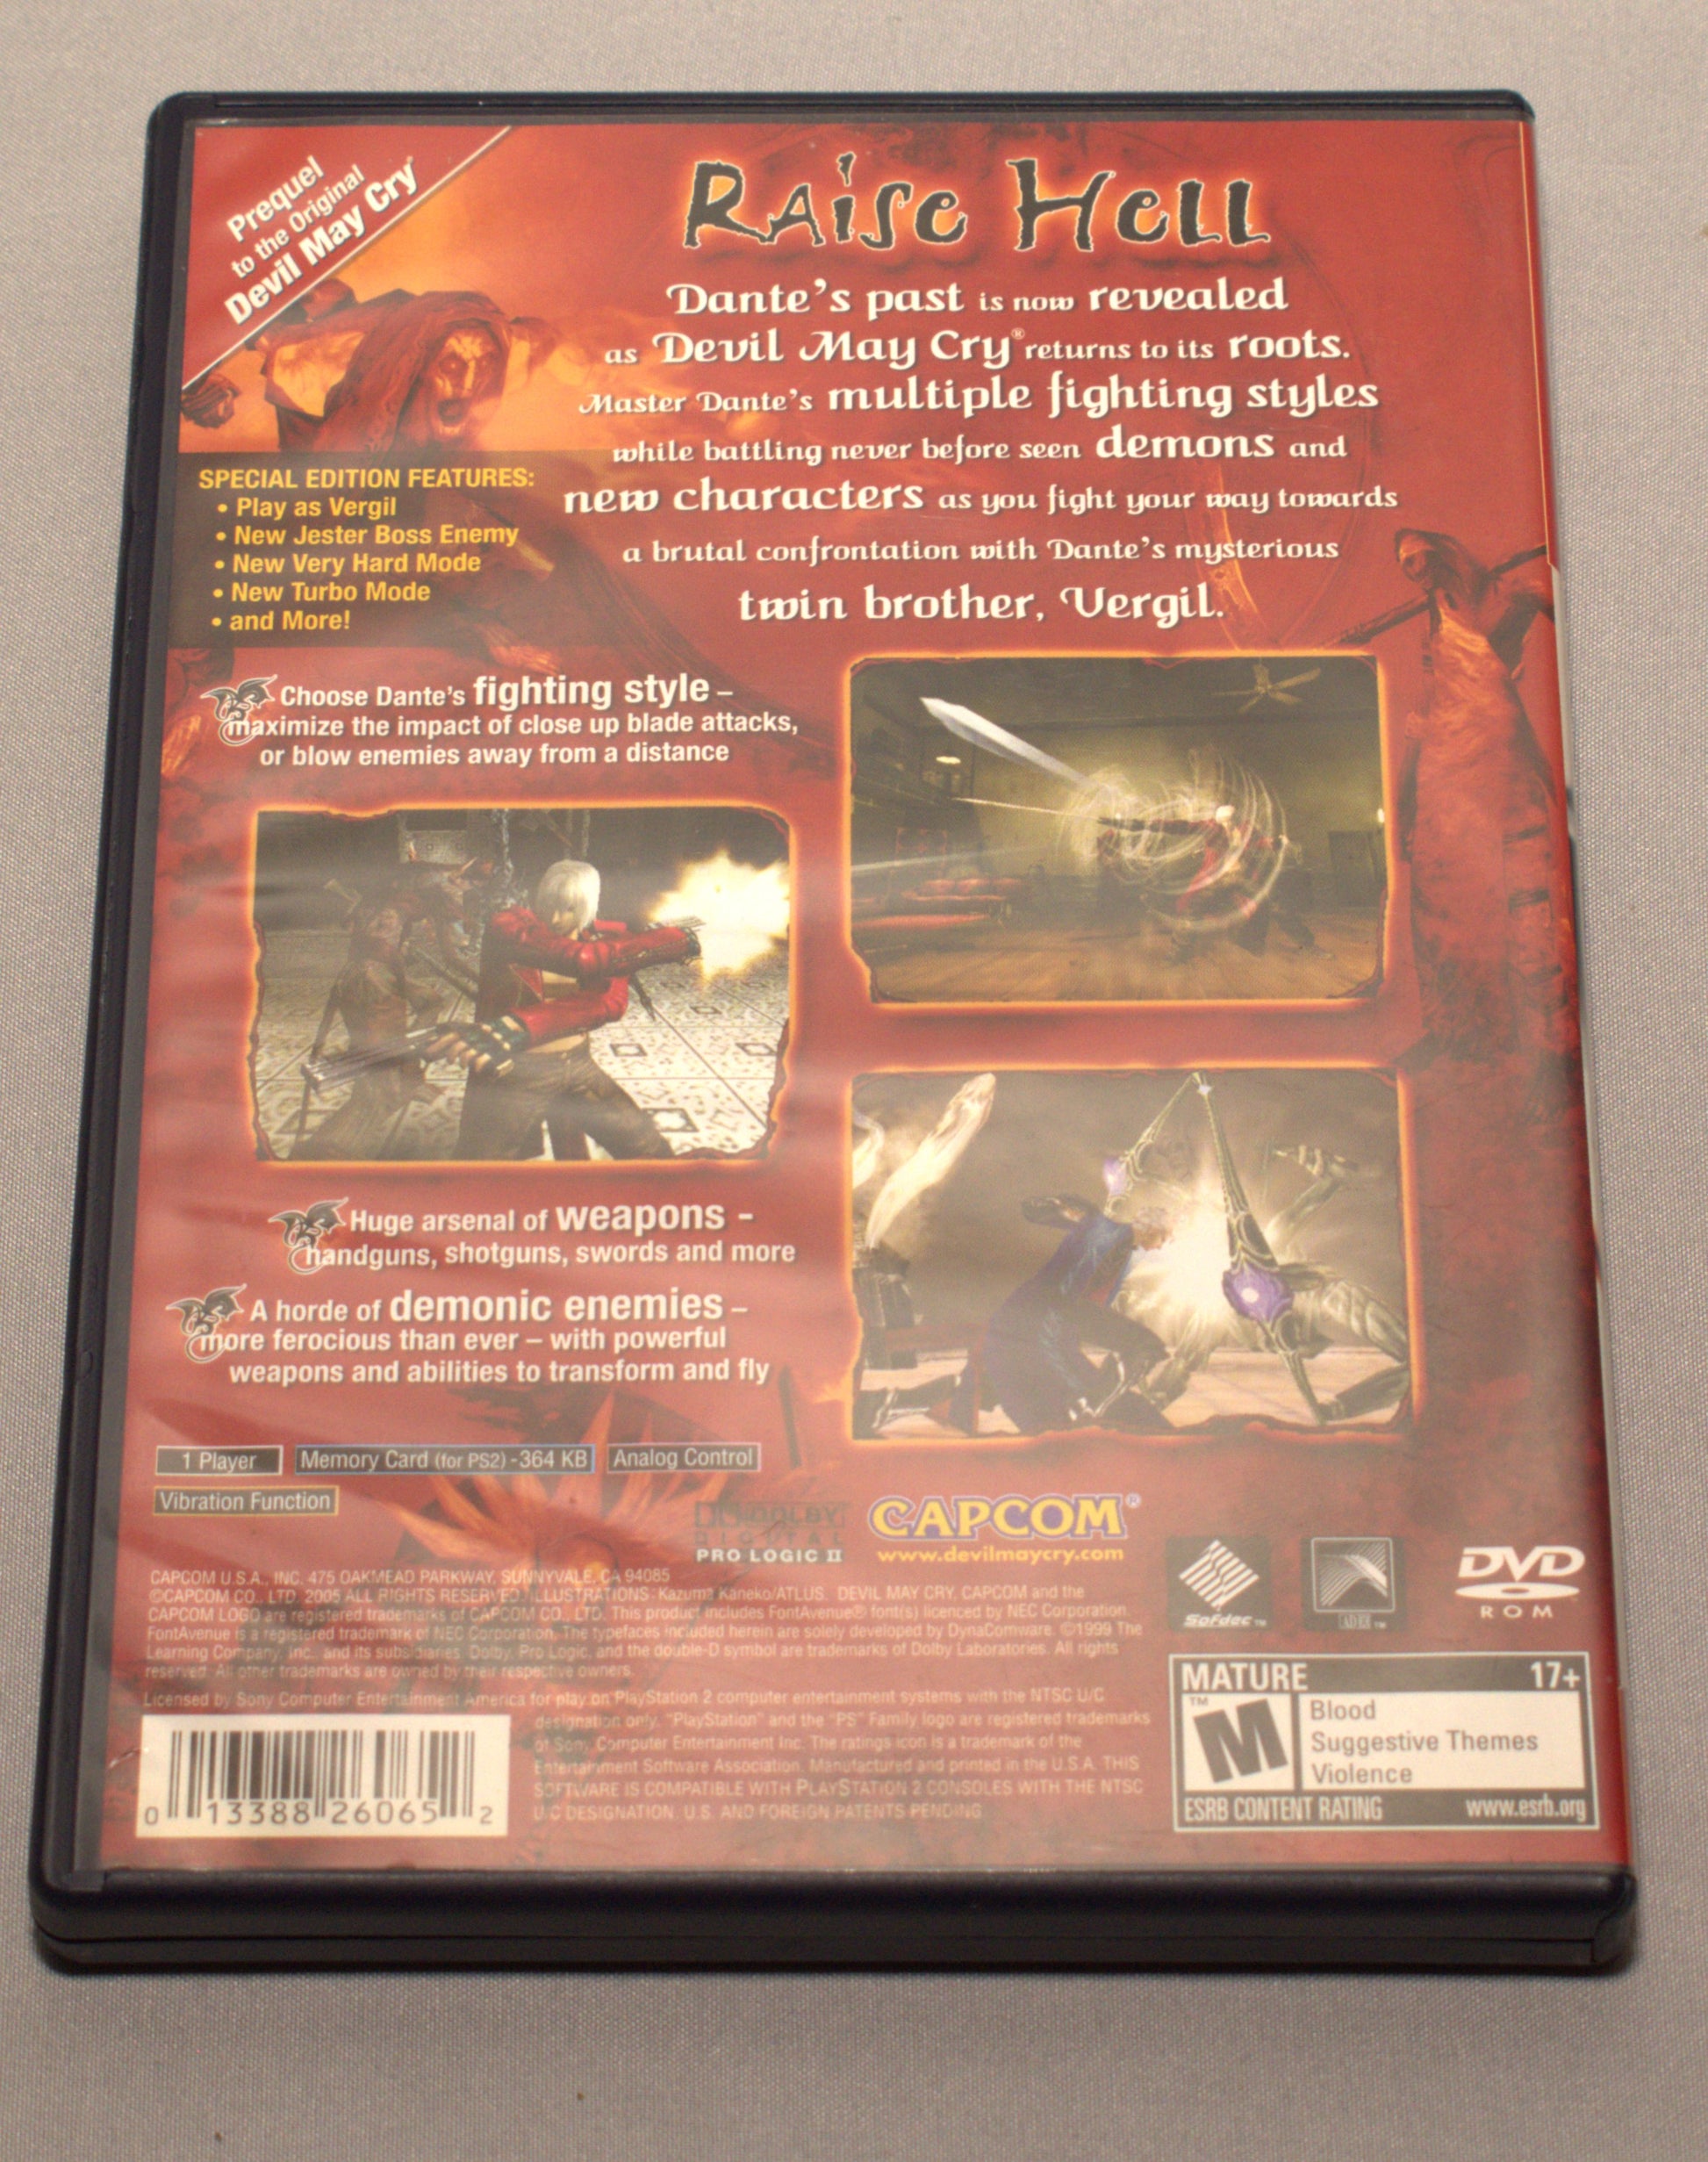 Prequel
to the Original
Devil May Cry®
Raise Hell
Dante's past is now revealed
as Devil May Cry® returns to its roots.
Master Dante's multiple fighting styles
while battling never before seen demons and
new characters as you fight your way towards
a brutal confrontation with Dante's mysterious
twin brother, Vergil.
SPECIAL EDITION FEATURES:
• Play as Vergil
• New Jester Boss Enemy
• New Very Hard Mode
• New Turbo Mode
• and More!
Choose Dante's fighting style –
maximize the impact of close up blade attacks,
or blow enemies away from a distance
Huge arsenal of weapons -
handguns, shotguns, swords and more
A horde of demonic enemies –
more ferocious than ever – with powerful
weapons and abilities to transform and fly
1 Player
Memory Card (for PS2) - 364 KB
Analog Control
Vibration Function
DOLBY
DIGITAL
PRO LOGIC II
CAPCOM®
www.devilmaycry.com
Sofdec™
ADX™
DVD
ROM
CAPCOM U.S.A., INC. 475 OAKMEAD PARKWAY, SUNNYVALE, CA 94085
©CAPCOM CO., LTD. 2005 ALL RIGHTS RESERVED. ILLUSTRATIONS: Kazuma Kaneko/ATLUS. DEVIL MAY CRY, CAPCOM and the
CAPCOM LOGO are registered trademarks of CAPCOM CO., LTD. This product includes FontAvenue® font(s) licenced by NEC Corporation.
FontAvenue is a registered trademark of NEC Corporation. The typefaces included herein are solely developed by DynaComware. ©1999 The
Learning Company, Inc., and its subsidiaries. Dolby, Pro Logic, and the double-D symbol are trademarks of Dolby Laboratories. All rights
reserved. All other trademarks are owned by their respective owners.
Licensed by Sony Computer Entertainment America for play on PlayStation 2 computer entertainment systems with the NTSC U/C
designation only. "PlayStation" and the "PS" Family logo are registered trademarks
of Sony Computer Entertainment Inc. The ratings icon is a trademark of the
Entertainment Software Association. Manufactured and printed in the U.S.A. THIS
SOFTWARE IS COMPATIBLE WITH PLAYSTATION 2 CONSOLES WITH THE NTSC
U/C DESIGNATION. U.S. AND FOREIGN PATENTS PENDING
0 13388 26065 2
MATURE 17+
M™
Blood
Suggestive Themes
Violence
ESRB CONTENT RATING www.esrb.org